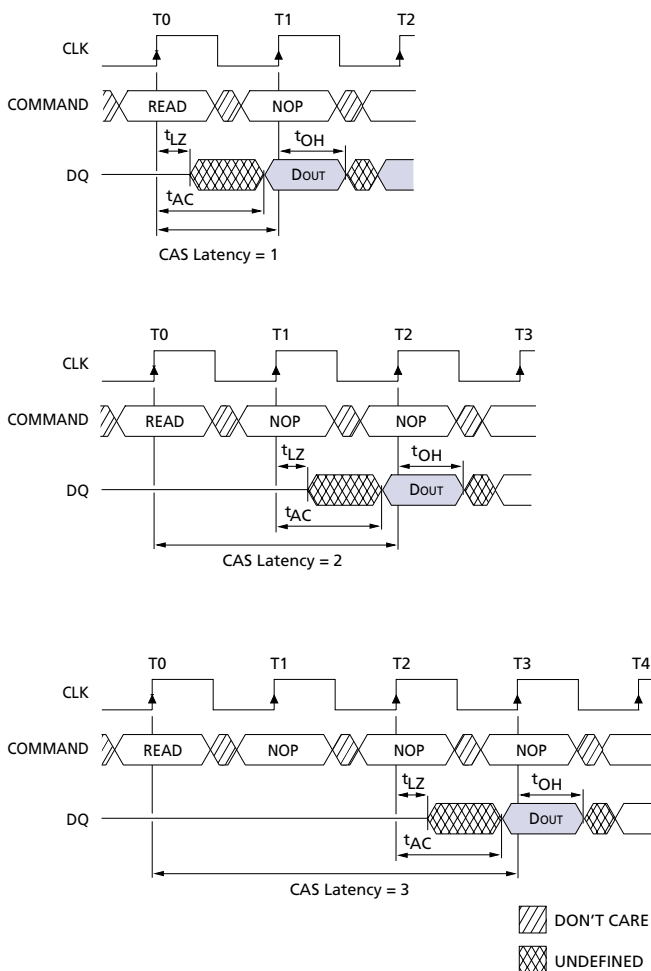 T0 T1 T2
CLK
COMMAND READ NOP
tLZ tOH
DQ DOUT
tAC
CAS Latency = 1
T0 T1 T2 T3
CLK
COMMAND READ NOP NOP
tLZ tOH
DQ DOUT
tAC
CAS Latency = 2
T0 T1 T2 T3 T4
CLK
COMMAND READ NOP NOP NOP
tLZ tOH
DQ DOUT
tAC
CAS Latency = 3
DON'T CARE
UNDEFINED